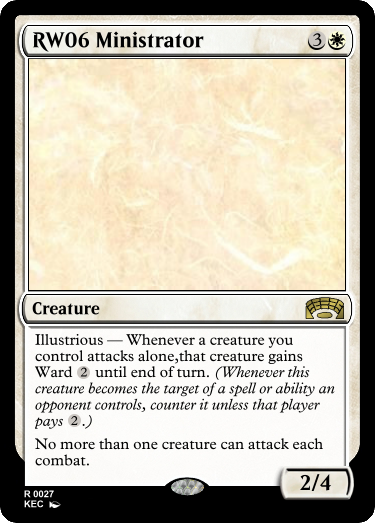 RW06 Ministrator 3
Creature
Illustrious — Whenever a creature you
control attacks alone,that creature gains
Ward 2 until end of turn. (Whenever this
creature becomes the target of a spell or ability an
opponent controls, counter it unless that player
pays 2.)
No more than one creature can attack each
combat.
2/4
R 0027
KEC